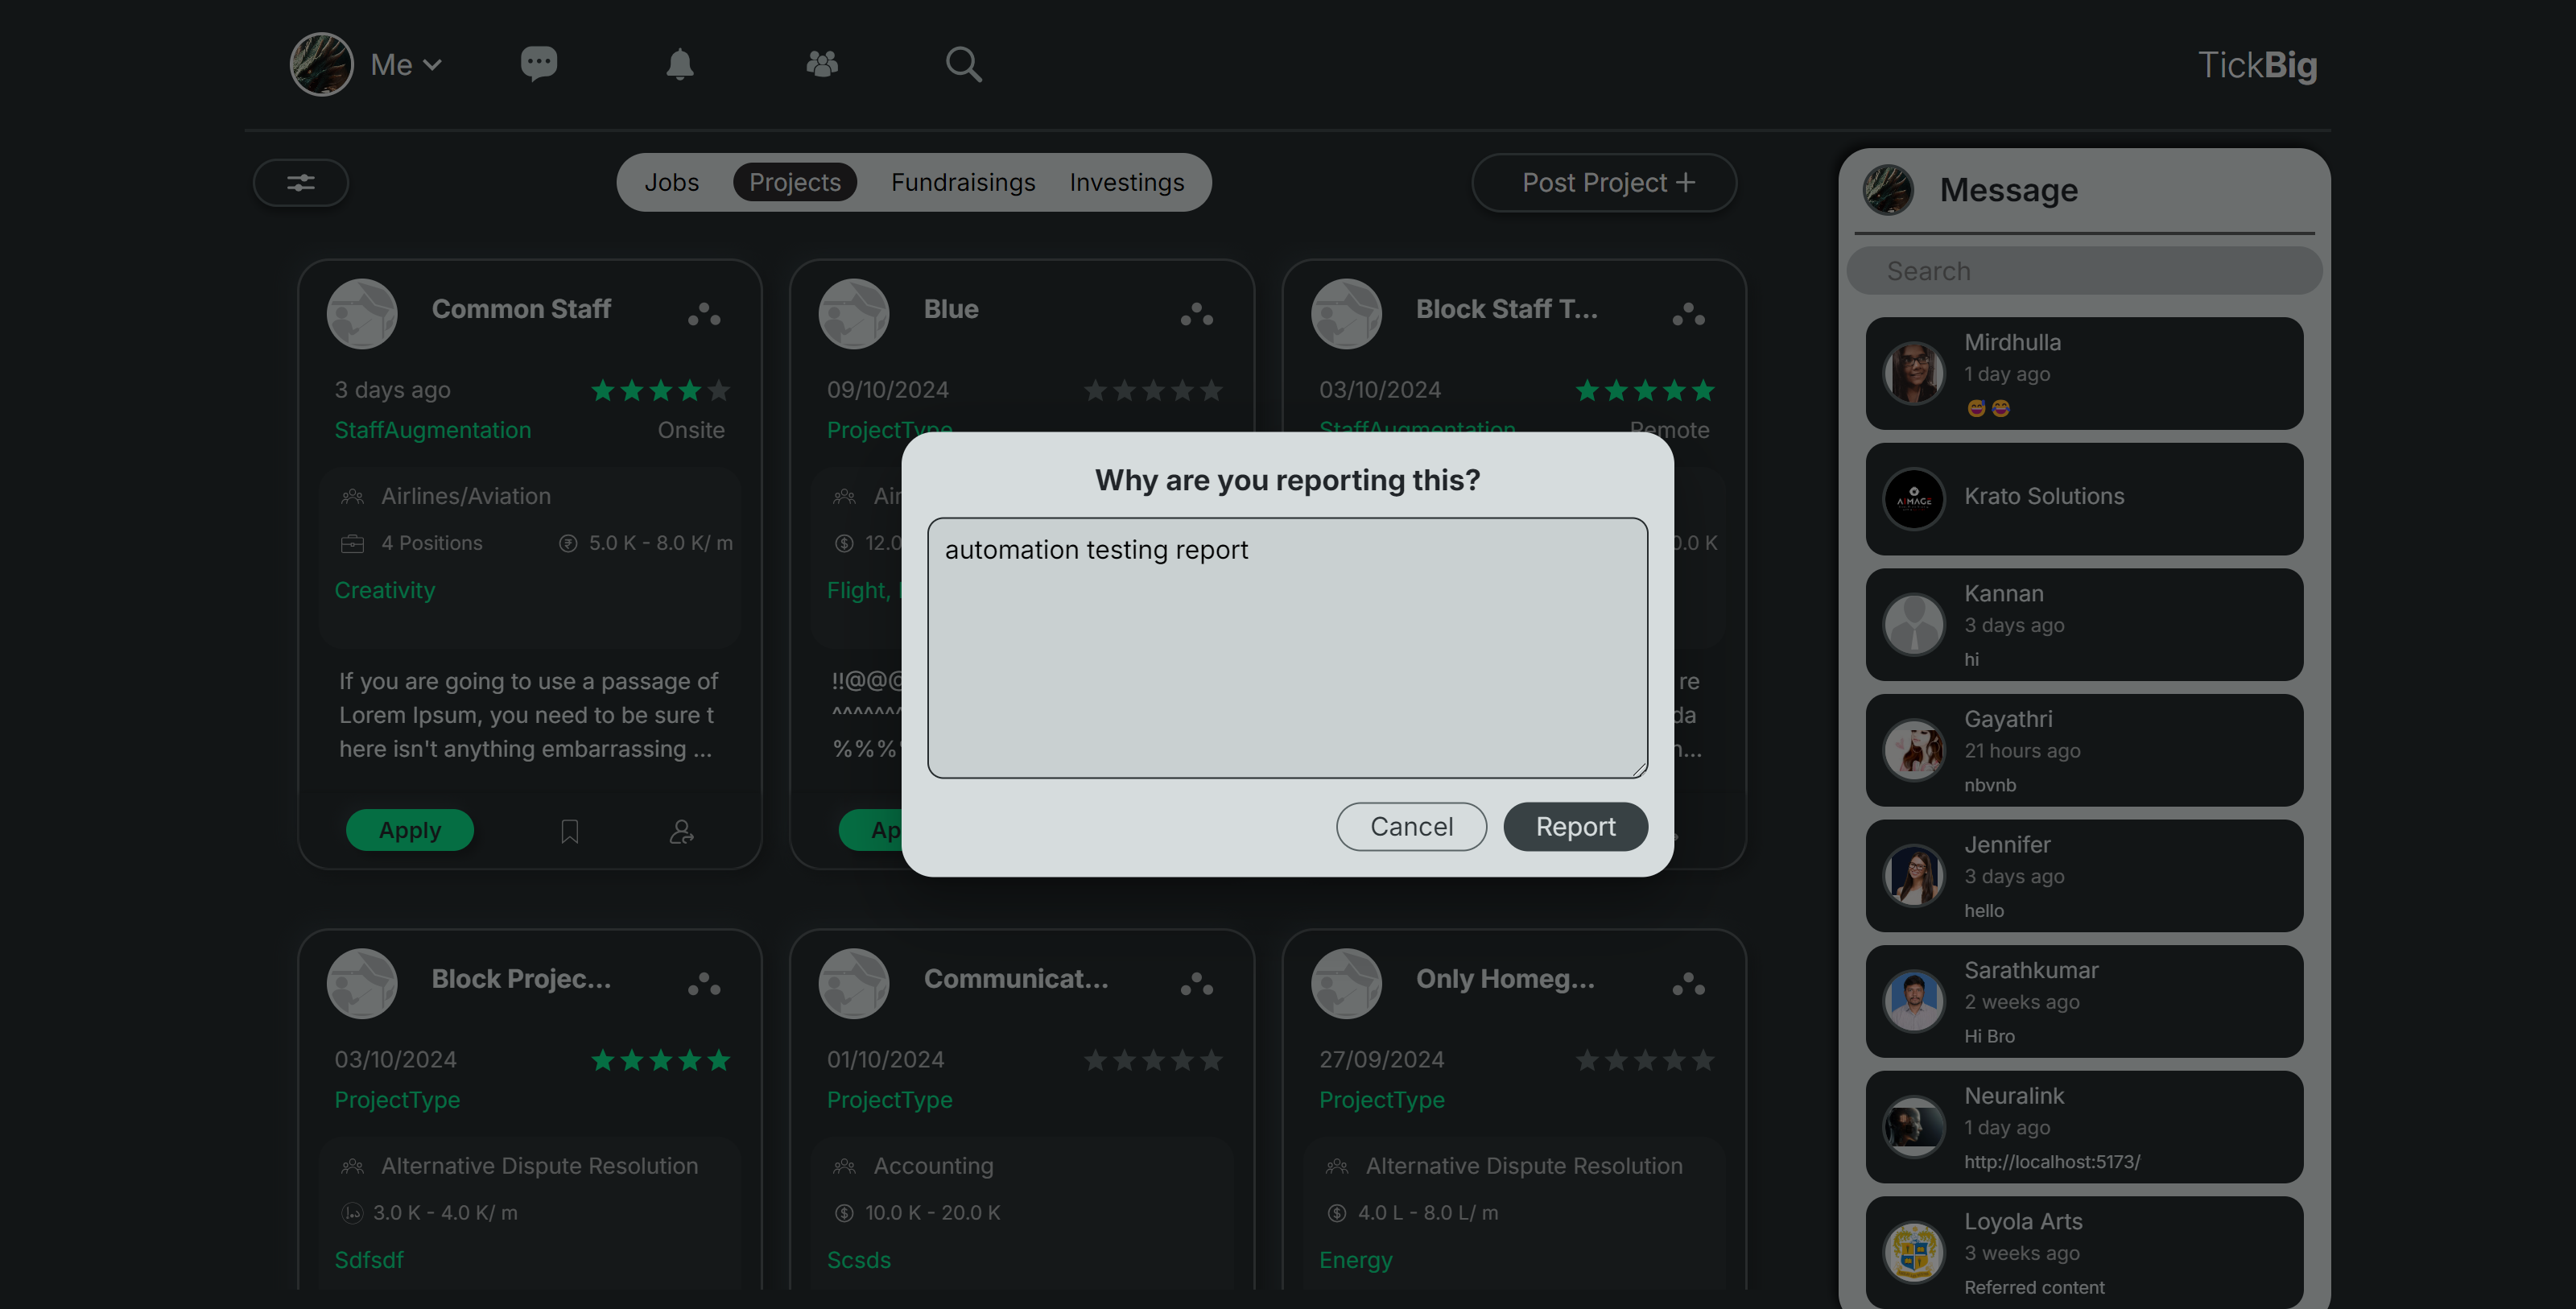 Me
TickBig
Jobs
Projects
Fundraisings
Investings
Post Project +
Message
Search
Common Staff
3 days ago
StaffAugmentation
Onsite
Airlines/Aviation
4 Positions
5.0 K - 8.0 K/ m
Creativity
If you are going to use a passage of
Lorem Ipsum, you need to be sure t
here isn't anything embarrassing ...
Apply
Blue
09/10/2024
ProjectType
12.0
Flight,
!!@@@
%%%
Block Staff T...
03/10/2024
StaffAugmentation
Remote
0.0 K
re
da
Why are you reporting this?
automation testing report
Cancel
Report
Block Projec...
03/10/2024
ProjectType
Alternative Dispute Resolution
3.0 K - 4.0 K/ m
Sdfsdf
Communicat...
01/10/2024
ProjectType
Accounting
10.0 K - 20.0 K
Scsds
Only Homeg...
27/09/2024
ProjectType
Alternative Dispute Resolution
4.0 L - 8.0 L/ m
Energy
Mirdhulla
1 day ago
😅😂
AIMAGE
Krato Solutions
Kannan
3 days ago
hi
Gayathri
21 hours ago
nbvnb
Jennifer
3 days ago
hello
Sarathkumar
2 weeks ago
Hi Bro
Neuralink
1 day ago
http://localhost:5173/
Loyola Arts
3 weeks ago
Referred content